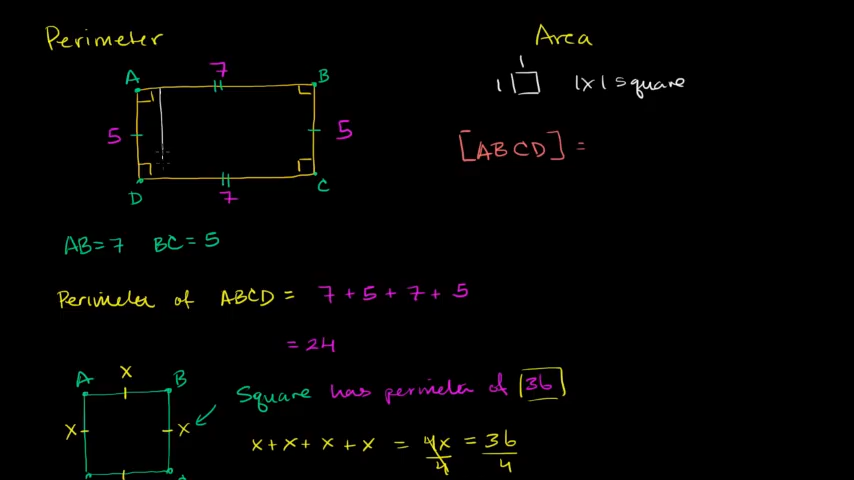 Perimeter
Area
7
A
B
5
5
D
7
C
1
1
1x1 square
[ABCD] =
AB=7 BC=5
Perimeter of ABCD = 7 + 5 + 7 + 5
= 24
x
A
B
x
x
Square has perimeter of 36
x + x + x + x = 4x/4 = 36/4